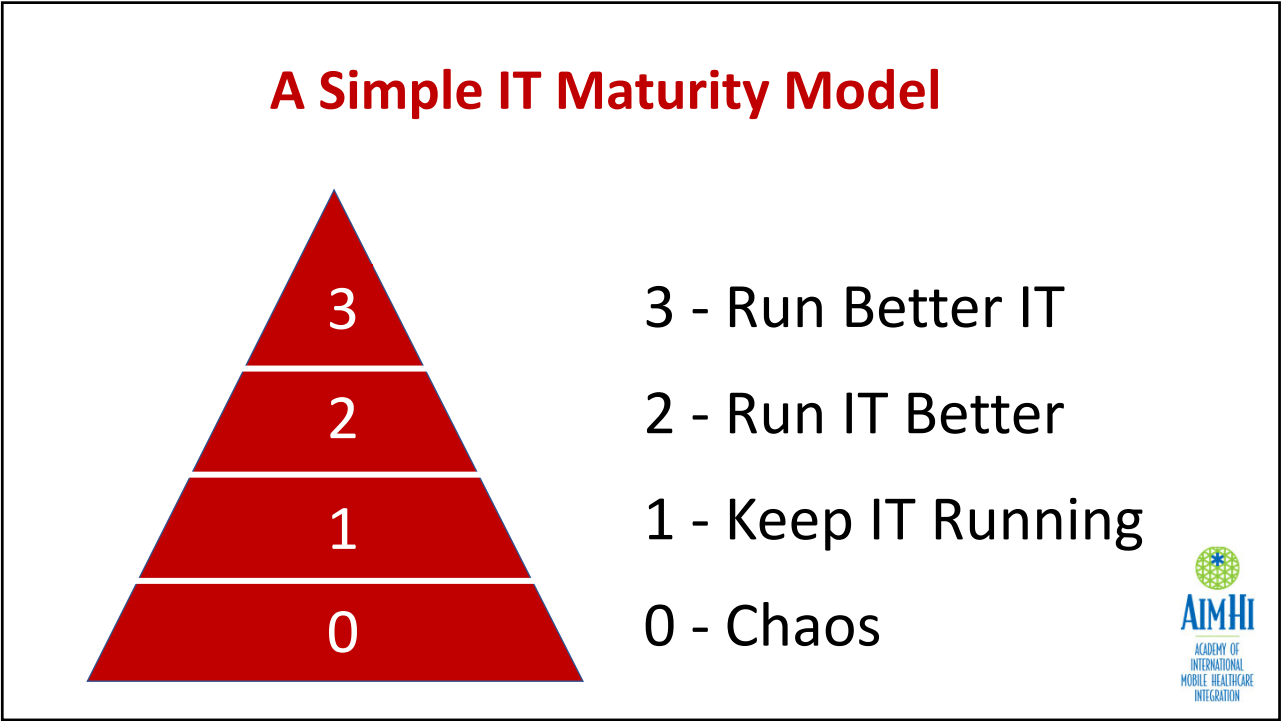 A Simple IT Maturity Model
3
2
1
0
3 - Run Better IT
2 - Run IT Better
1 - Keep IT Running
0 - Chaos
AIMHI
ACADEMY OF
INTERNATIONAL
MOBILE HEALTHCARE
INTEGRATION